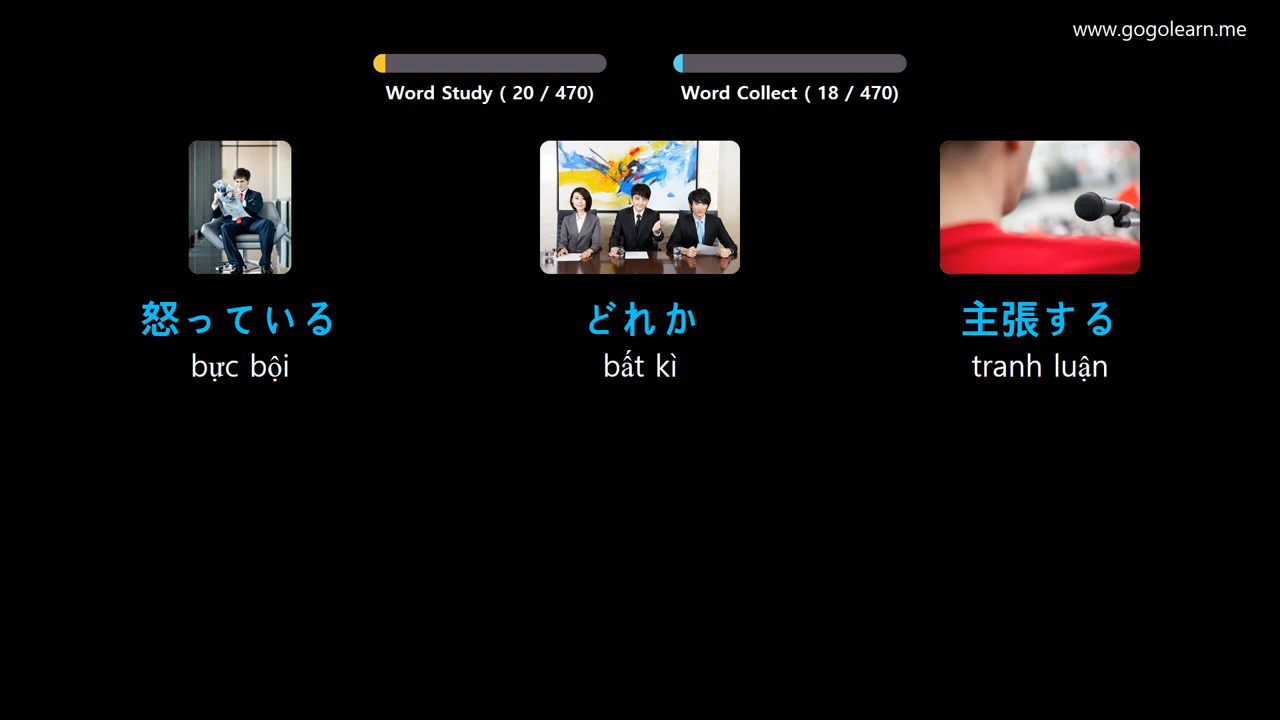 www.gogolearn.me
Word Study ( 20 / 470)
Word Collect ( 18 / 470)
怒っている
どれか
主張する
bực bội
bất kì
tranh luận